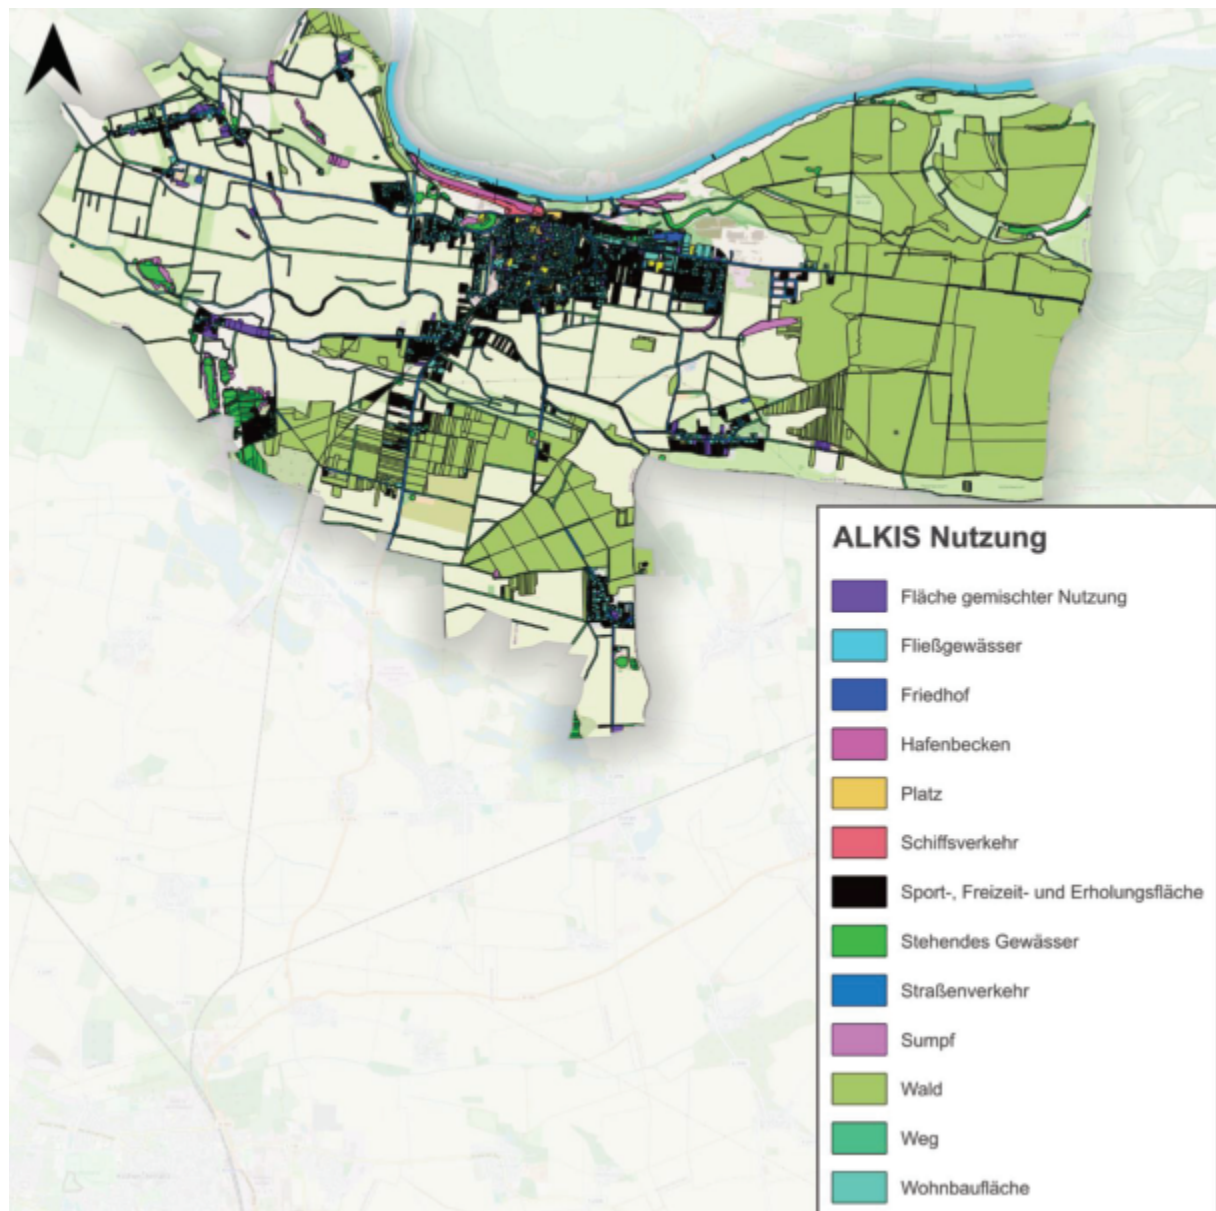 ALKIS Nutzung
Fläche gemischter Nutzung
Fließgewässer
Friedhof
Hafenbecken
Platz
Schiffsverkehr
Sport-, Freizeit- und Erholungsfläche
Stehendes Gewässer
Straßenverkehr
Sumpf
Wald
Weg
Wohnbaufläche